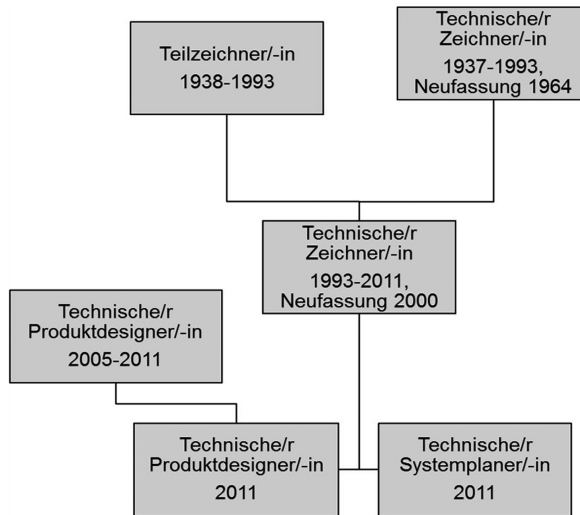 Teilzeichner/-in
1938-1993
Technische/r
Zeichner/-in
1937-1993,
Neufassung 1964
Technische/r
Zeichner/-in
1993-2011,
Neufassung 2000
Technische/r
Produktdesigner/-in
2005-2011
Technische/r
Produktdesigner/-in
2011
Technische/r
Systemplaner/-in
2011